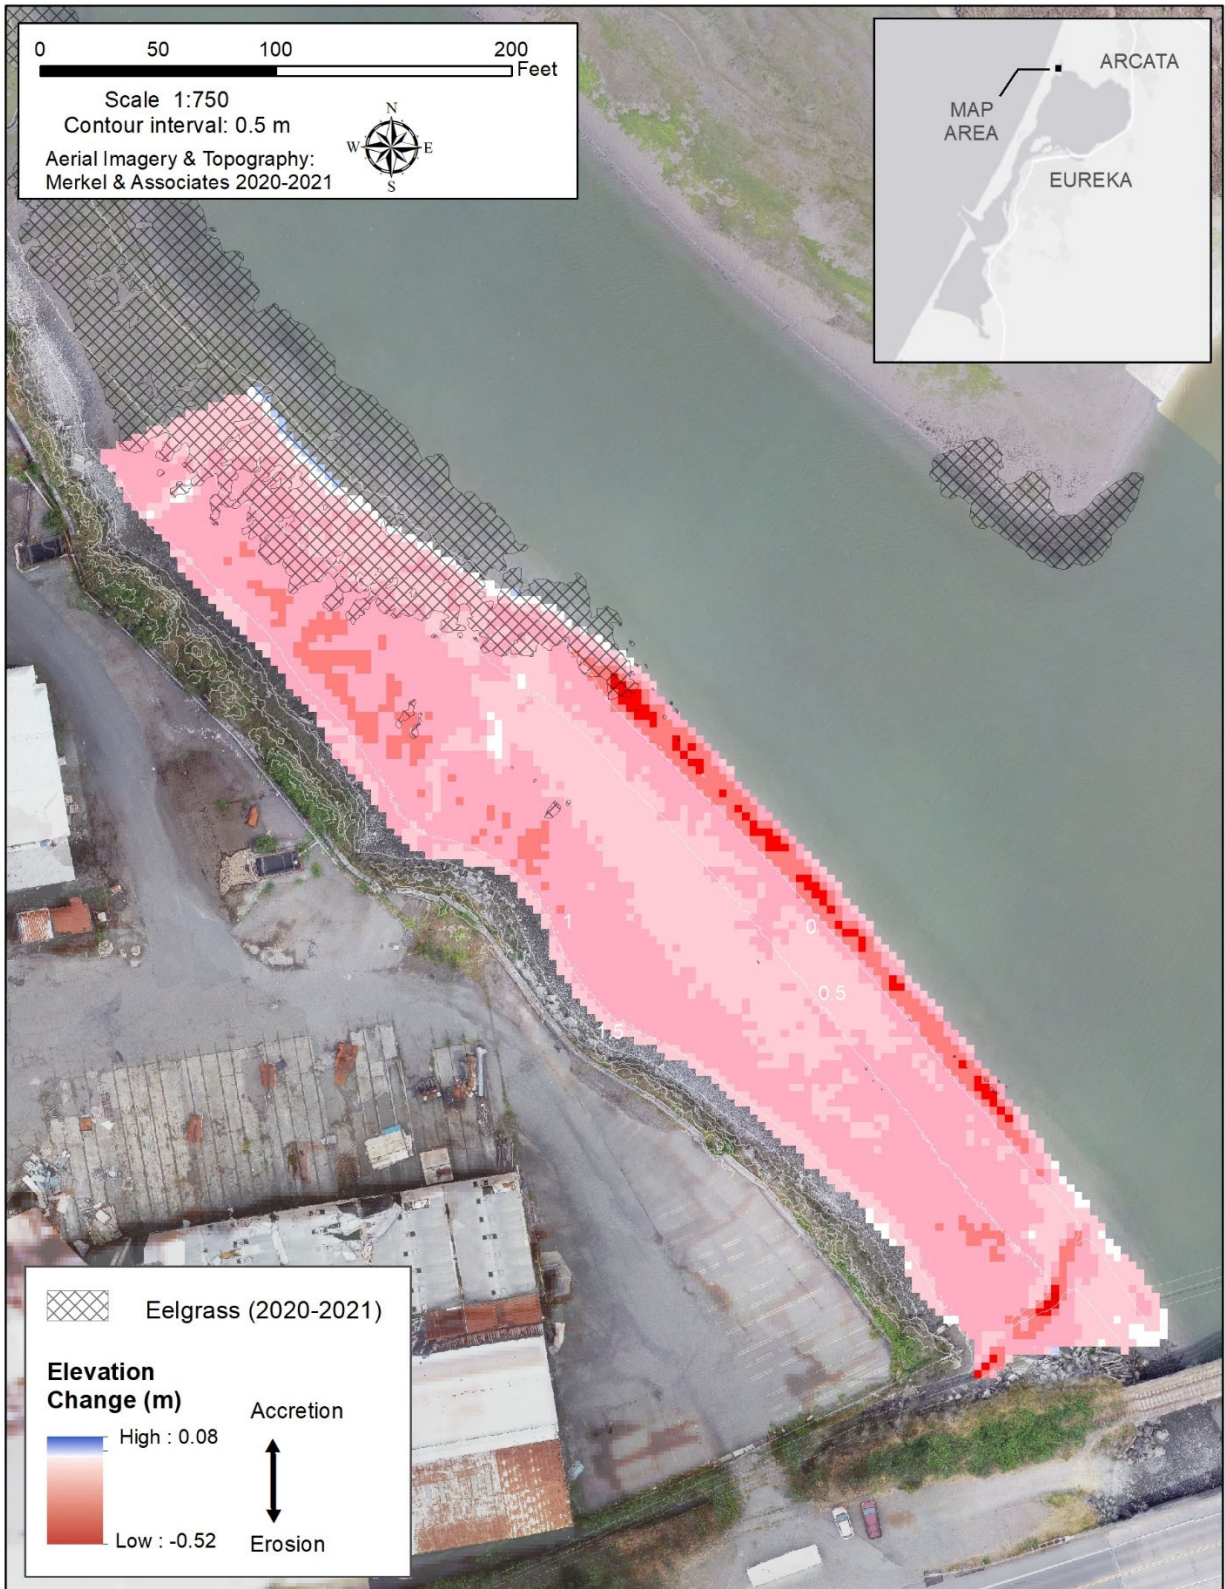 0 50 100 200
Feet
Scale 1:750
Contour interval: 0.5 m
Aerial Imagery & Topography:
Merkel & Associates 2020-2021
N
W E
S
ARCATA
MAP
AREA
EUREKA
0
1
0.5
1.5
Eelgrass (2020-2021)
Elevation
Change (m)
Accretion
High : 0.08
Low : -0.52
Erosion